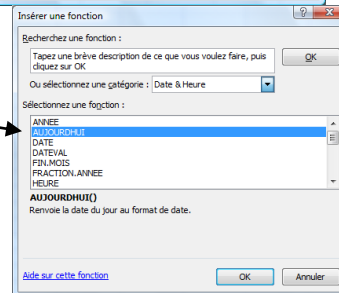 Insérer une fonction
Recherchez une fonction :
Tapez une brève description de ce que vous voulez faire, puis
cliquez sur OK
OK
Ou sélectionnez une catégorie : Date & Heure
Sélectionnez une fonction :
ANNEE
AUJOURDHUI
DATE
DATEVAL
FIN.MOIS
FRACTION.ANNEE
HEURE
AUJOURDHUI()
Renvoie la date du jour au format de date.
Aide sur cette fonction
OK
Annuler